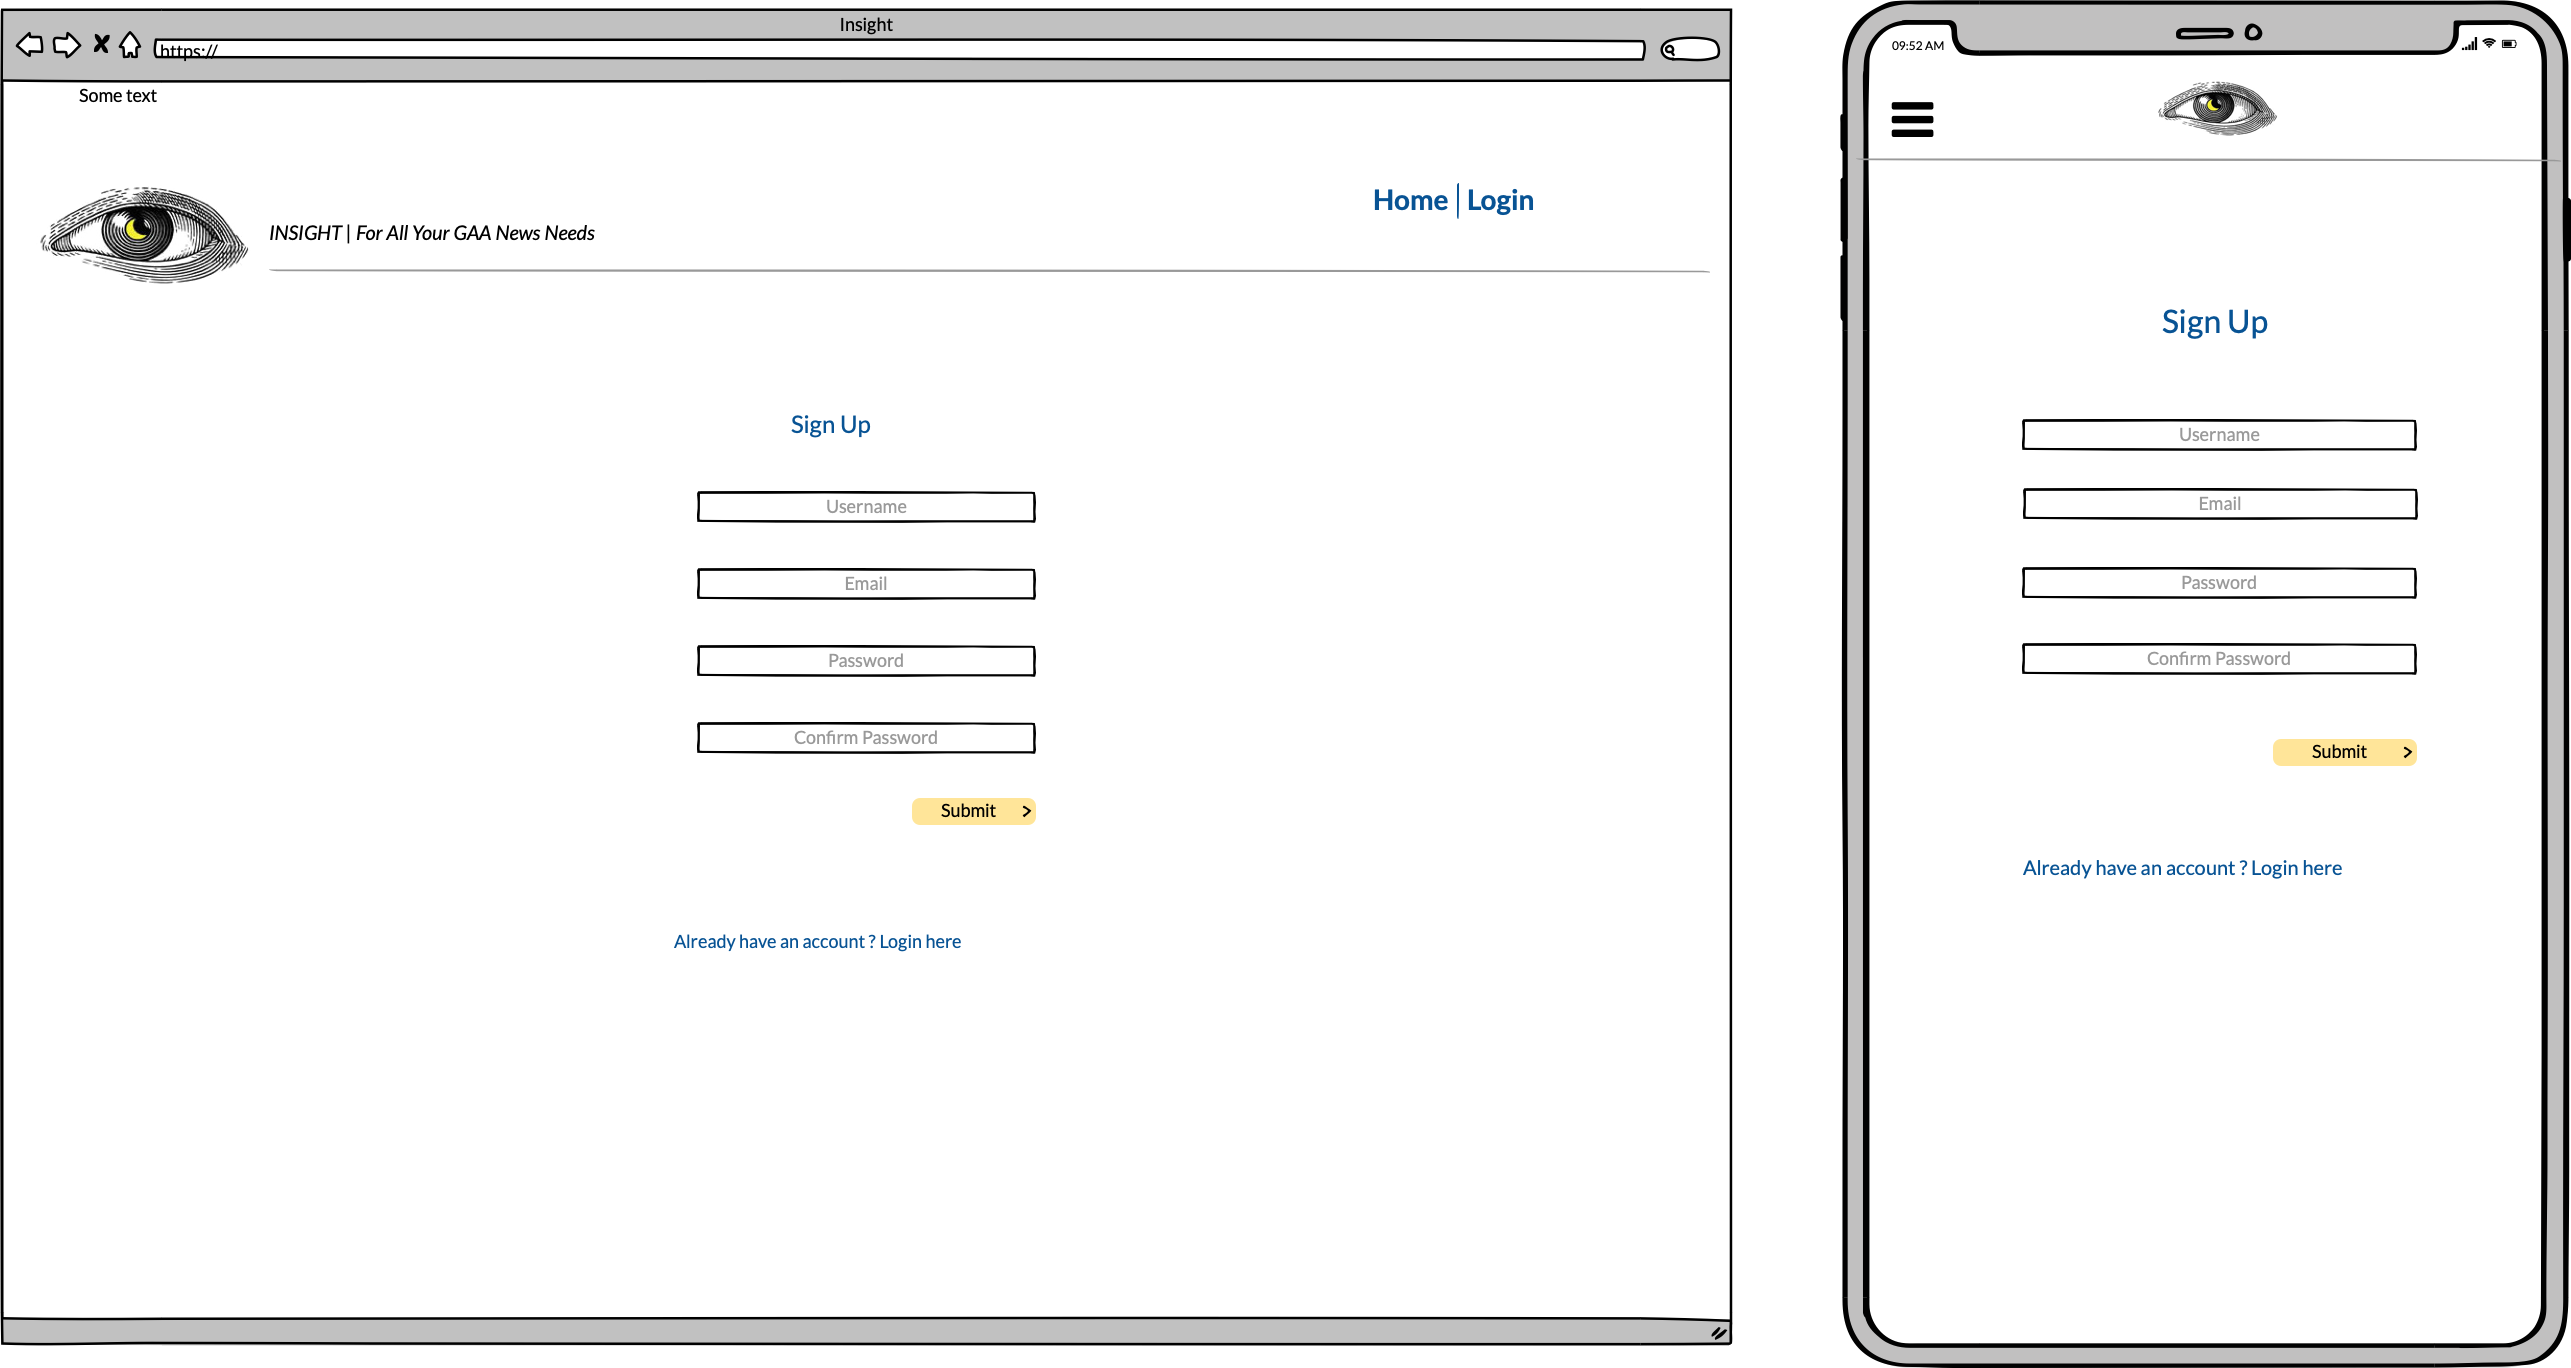 Insight
https://
Some text
Home | Login
INSIGHT | For All Your GAA News Needs
Sign Up
Username
Email
Password
Confirm Password
Submit >
Already have an account ? Login here
09:52 AM
Sign Up
Username
Email
Password
Confirm Password
Submit >
Already have an account ? Login here